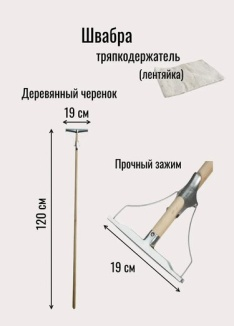 Швабра
тряпкодержатель
(лентяйка)
Деревянный черенок
19 см
120 см
Прочный зажим
19 см